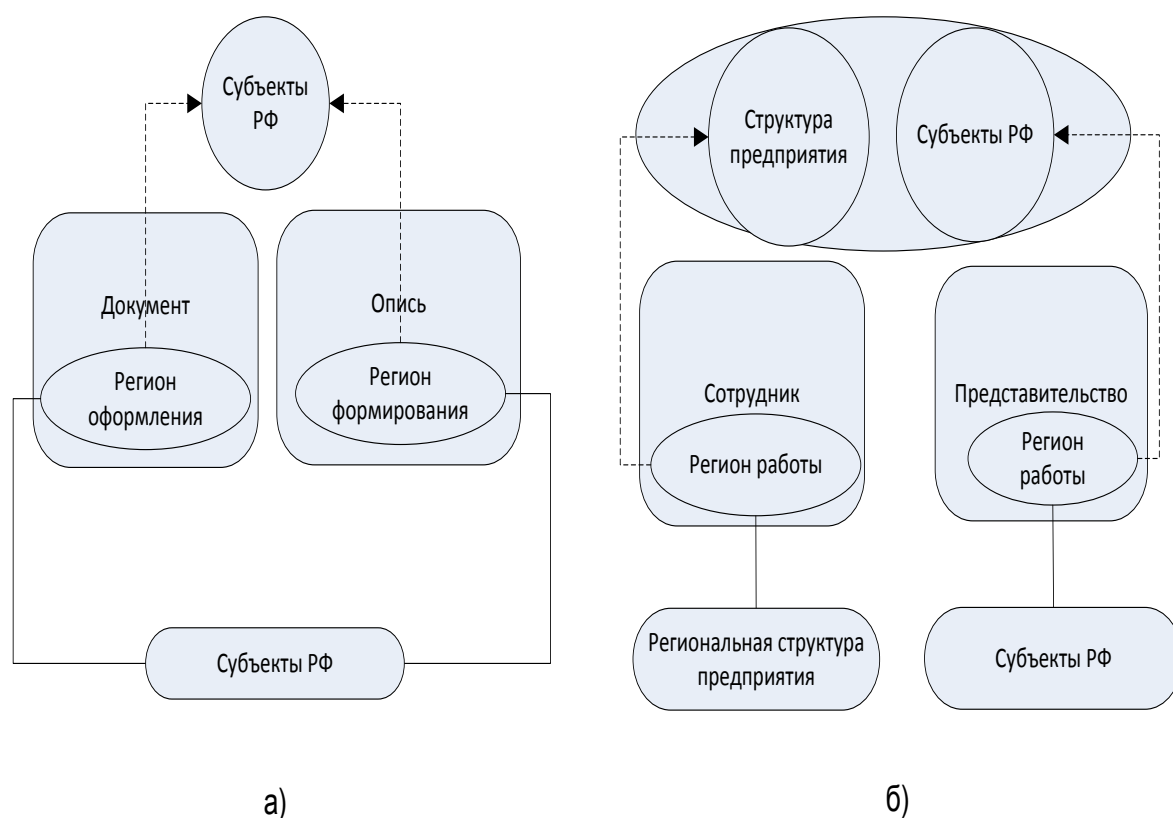 Субъекты
РФ
Документ
Регион
оформления
Опись
Регион
формирования
Субъекты РФ
а)
Структура
предприятия
Субъекты РФ
Сотрудник
Регион работы
Представительство
Регион
работы
Региональная структура
предприятия
Субъекты РФ
б)